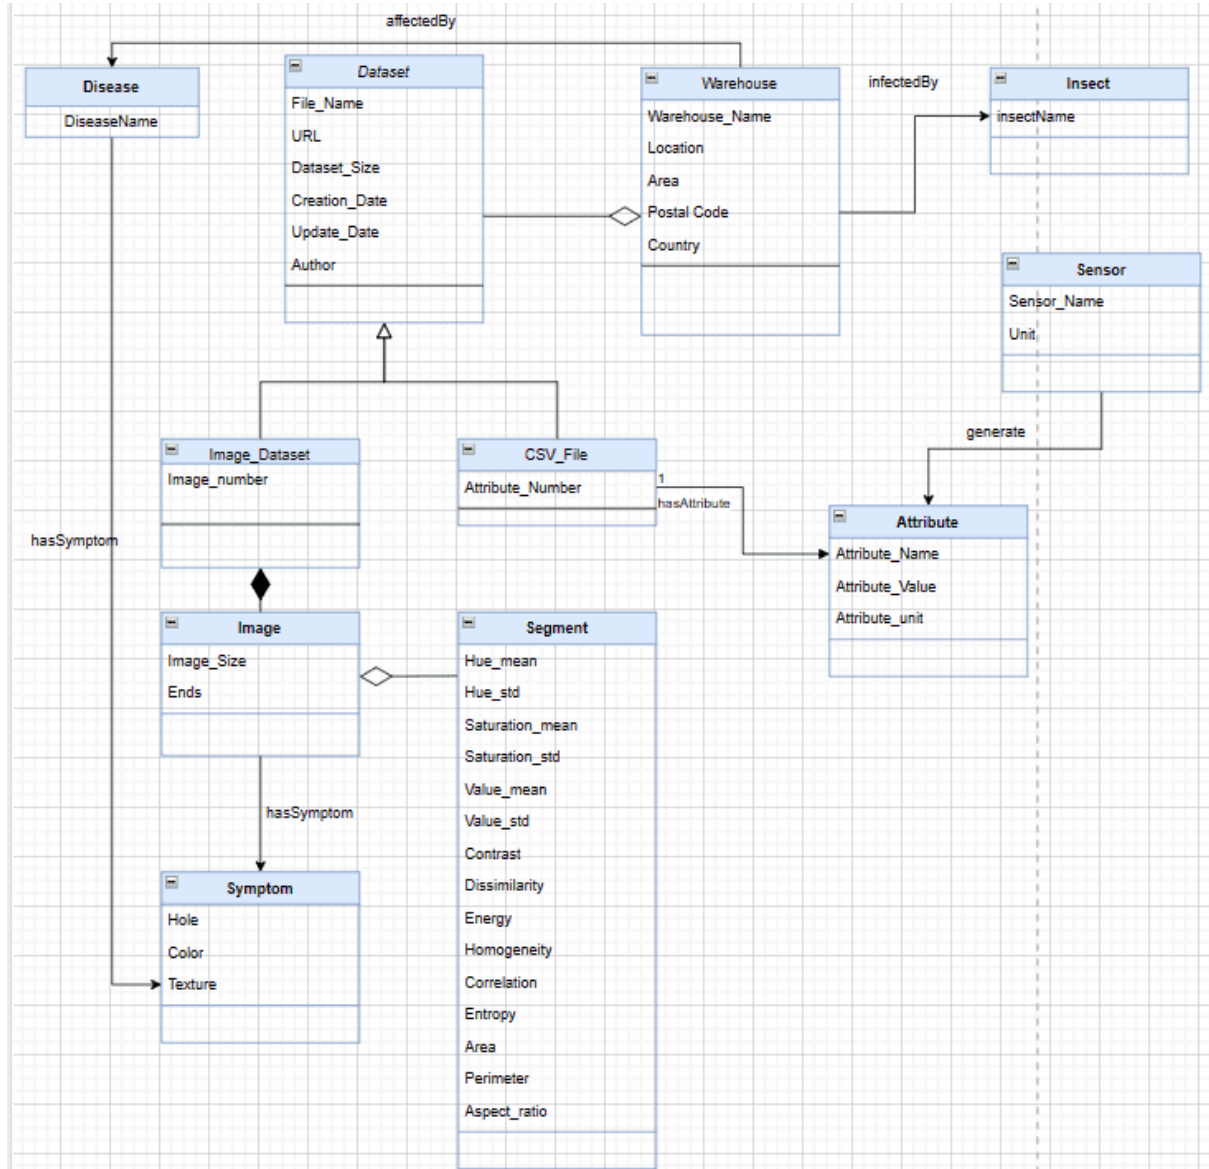 affectedBy
Disease
DiseaseName
Dataset
File_Name
URL
Dataset_Size
Creation_Date
Update_Date
Author
Warehouse
Warehouse_Name
Location
Area
Postal Code
Country
infectedBy
Insect
insectName
Sensor
Sensor_Name
Unit
generate
Image_Dataset
Image_number
CSV_File
Attribute_Number
1
hasAttribute
Attribute
Attribute_Name
Attribute_Value
Attribute_unit
hasSymptom
Image
Image_Size
Ends
Segment
Hue_mean
Hue_std
Saturation_mean
Saturation_std
Value_mean
Value_std
Contrast
Dissimilarity
Energy
Homogeneity
Correlation
Entropy
Area
Perimeter
Aspect_ratio
hasSymptom
Symptom
Hole
Color
Texture